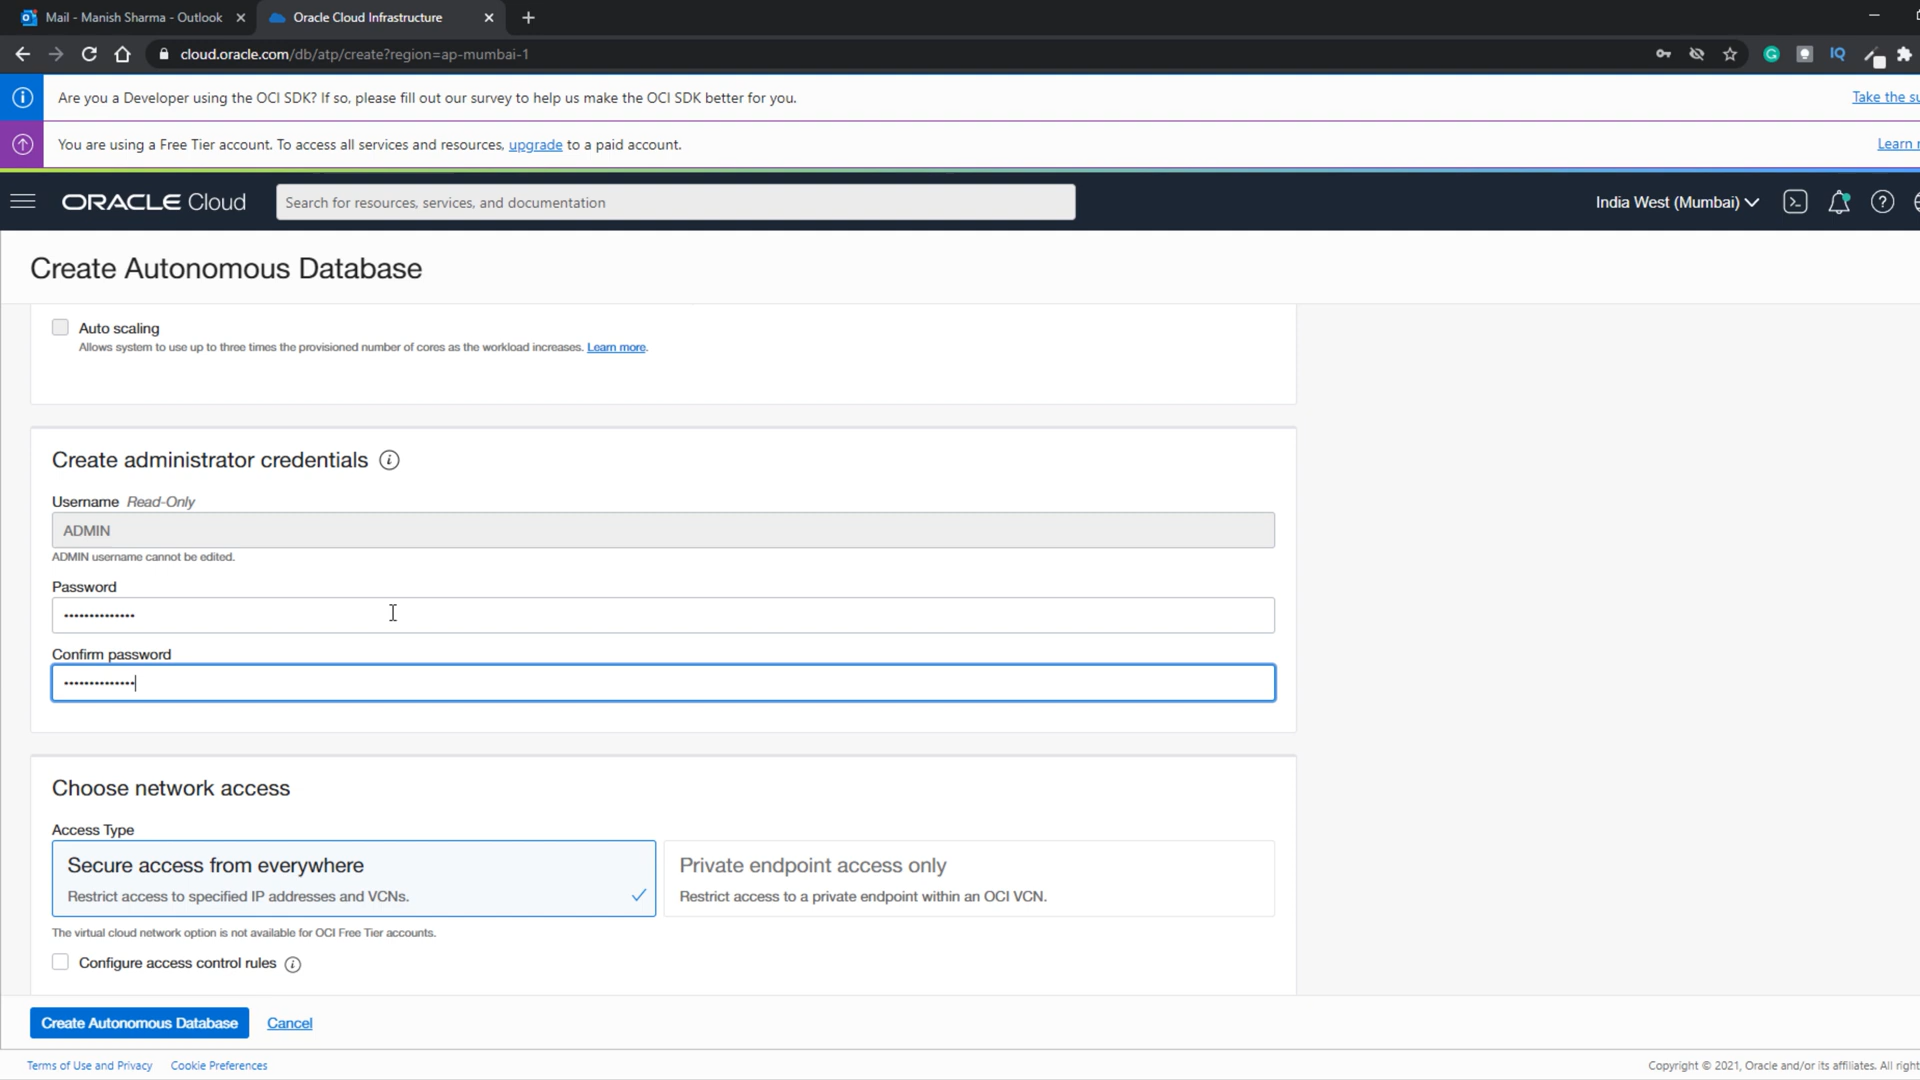 Mail - Manish Sharma - Outlook
Oracle Cloud Infrastructure
cloud.oracle.com/db/atp/create?region=ap-mumbai-1
Are you a Developer using the OCI SDK? If so, please fill out our survey to help us make the OCI SDK better for you.
Take the su
You are using a Free Tier account. To access all services and resources, upgrade to a paid account.
Learn
ORACLE Cloud
Search for resources, services, and documentation
India West (Mumbai)
Create Autonomous Database
Auto scaling
Allows system to use up to three times the provisioned number of cores as the workload increases. Learn more.
Create administrator credentials
Username Read-Only
ADMIN
ADMIN username cannot be edited.
Password
••••••••••••••
Confirm password
••••••••••••••
Choose network access
Access Type
Secure access from everywhere
Restrict access to specified IP addresses and VCNs.
Private endpoint access only
Restrict access to a private endpoint within an OCI VCN.
The virtual cloud network option is not available for OCI Free Tier accounts.
Configure access control rules
Create Autonomous Database
Cancel
Terms of Use and Privacy
Cookie Preferences
Copyright © 2021, Oracle and/or its affiliates. All right